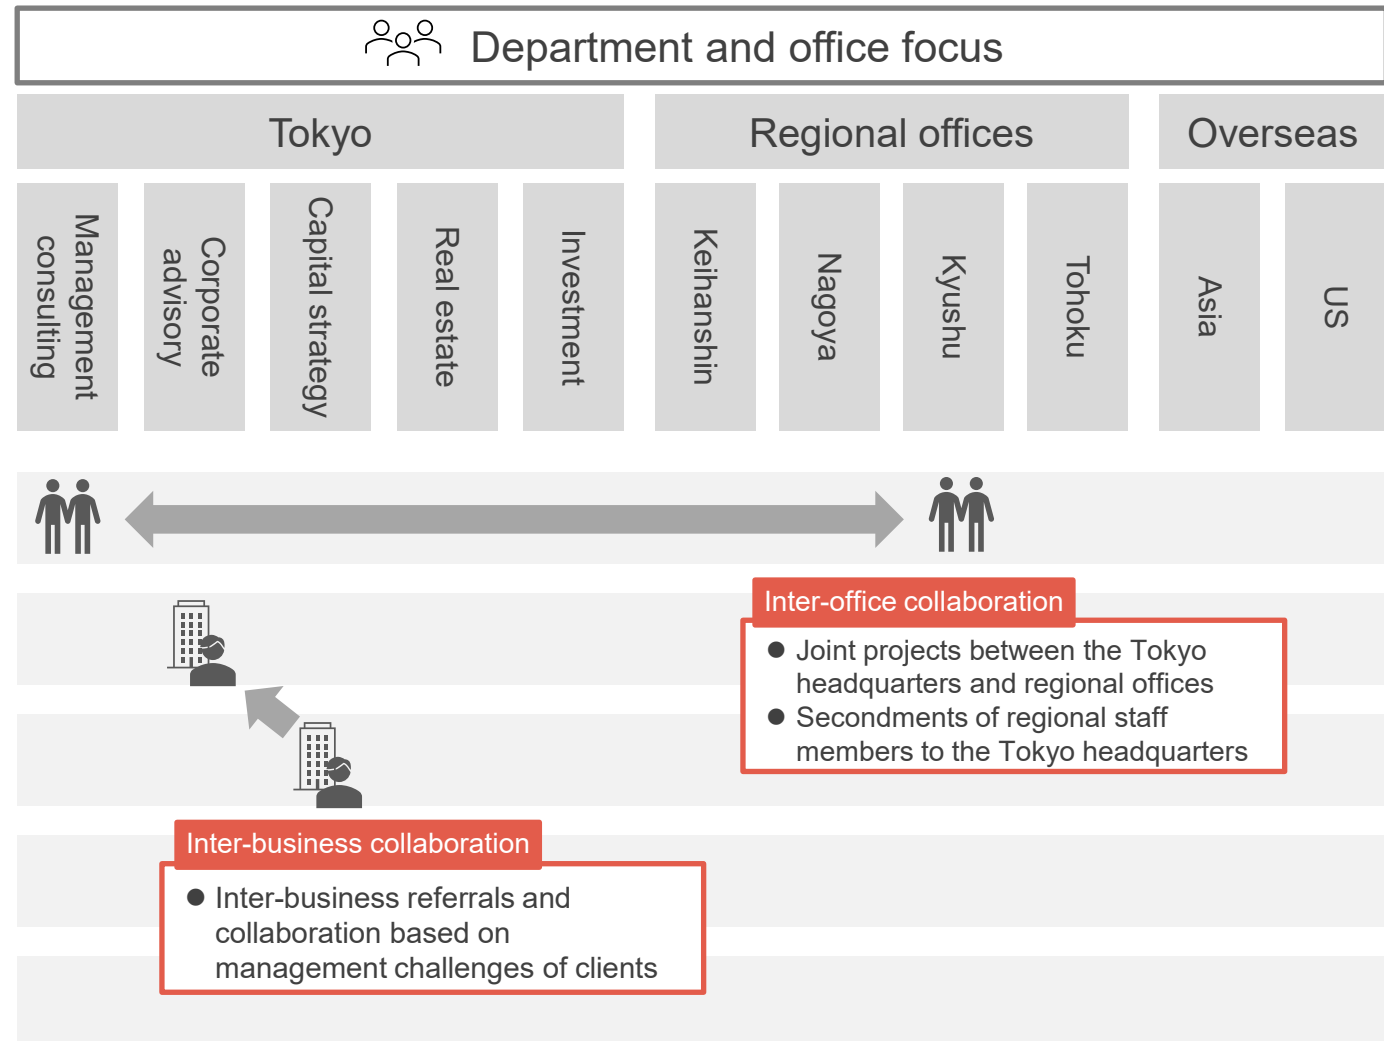 Department and office focus
Tokyo
Regional offices
Overseas
Management
consulting
Corporate
advisory
Capital strategy
Real estate
Investment
Keihanshin
Nagoya
Kyushu
Tohoku
Asia
US
Inter-office collaboration
● Joint projects between the Tokyo
headquarters and regional offices
● Secondments of regional staff
members to the Tokyo headquarters
Inter-business collaboration
● Inter-business referrals and
collaboration based on
management challenges of clients